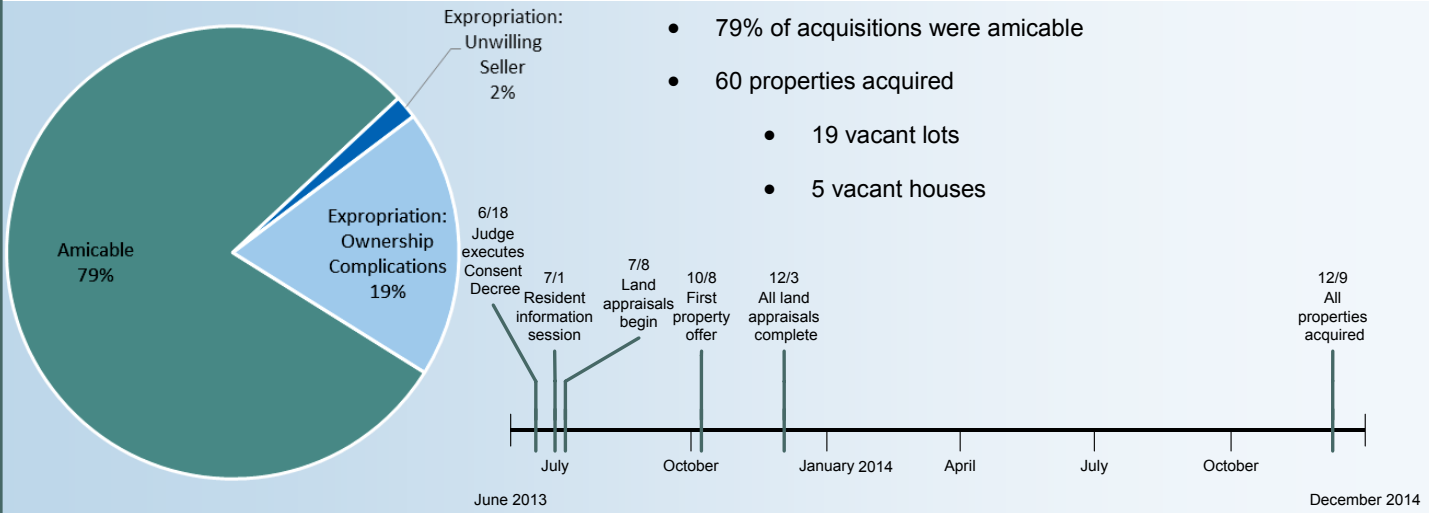 Expropriation:
Unwilling
Seller
2%
Amicable
79%
Expropriation:
Ownership
Complications
19%
• 79% of acquisitions were amicable
• 60 properties acquired
• 19 vacant lots
• 5 vacant houses
6/18
Judge
executes
Consent
Decree
7/1
Resident
information
session
7/8
Land
appraisals
begin
10/8
First
property
offer
12/3
All land
appraisals
complete
12/9
All
properties
acquired
July
October
January 2014
April
July
October
June 2013
December 2014